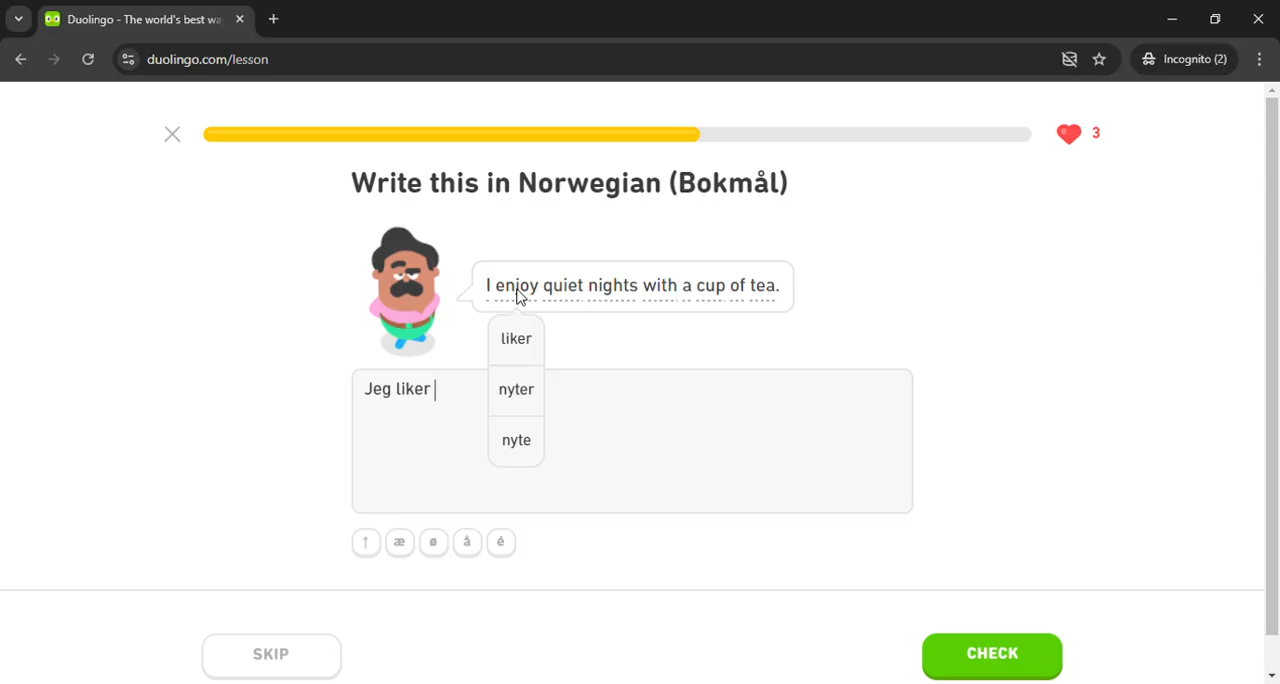 Duolingo - The world's best wa
duolingo.com/lesson
Incognito (2)
3
Write this in Norwegian (Bokmål)
I enjoy quiet nights with a cup of tea.
liker
nyter
nyte
Jeg liker
↑ æ ø å é
SKIP
CHECK